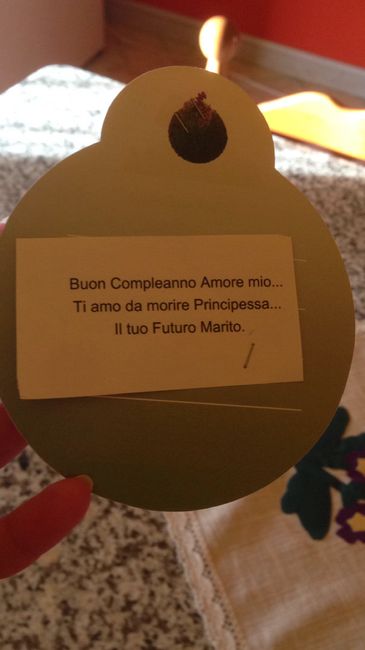 Buon Compleanno Amore mio...
Ti amo da morire Principessa...
Il tuo Futuro Marito.